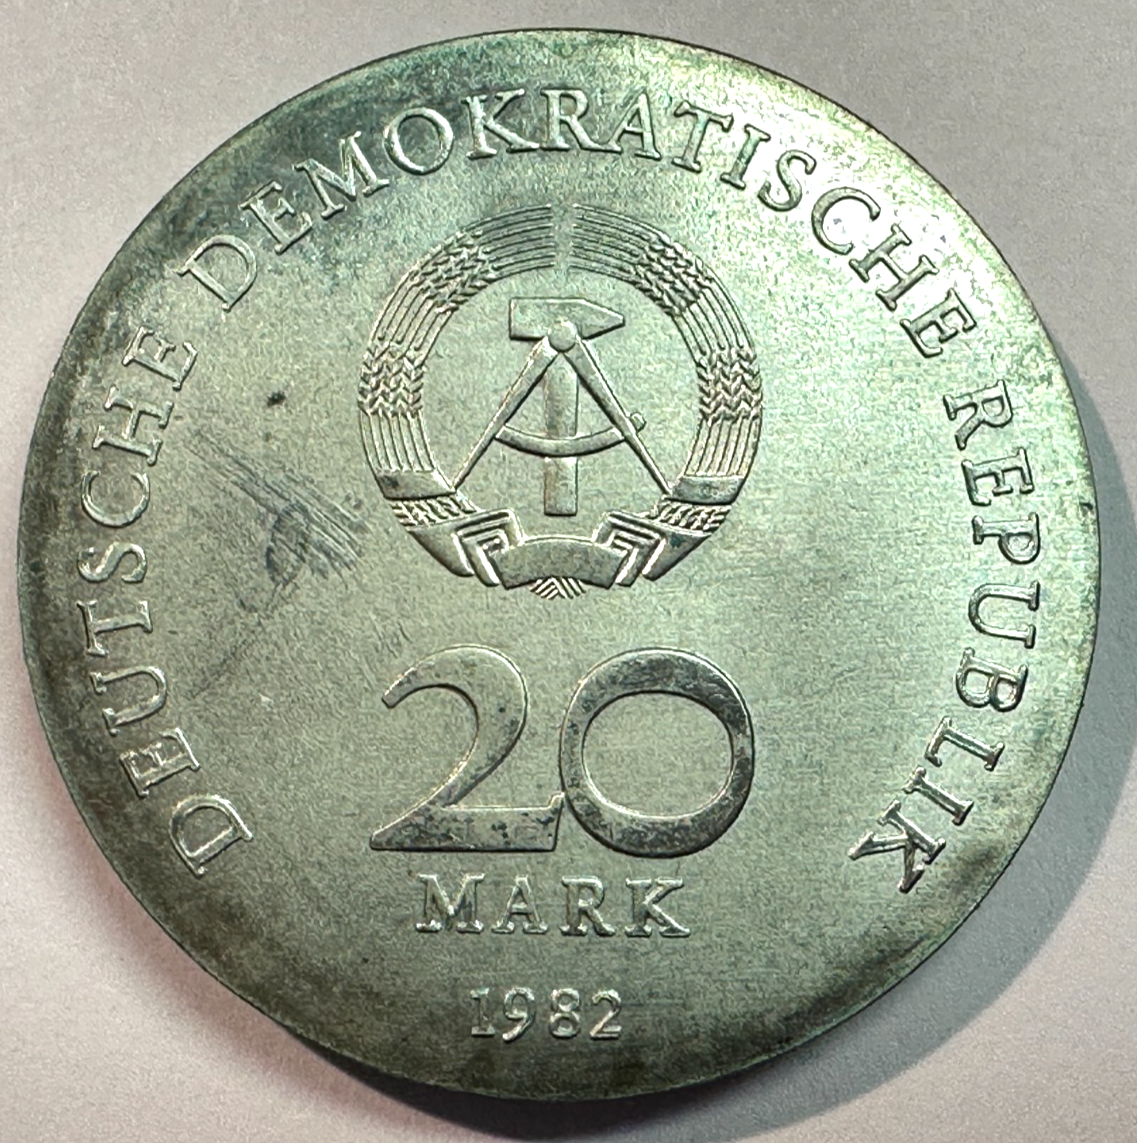 DEUTSCHE DEMOKRATISCHE REPUBLIK
20
MARK
1982